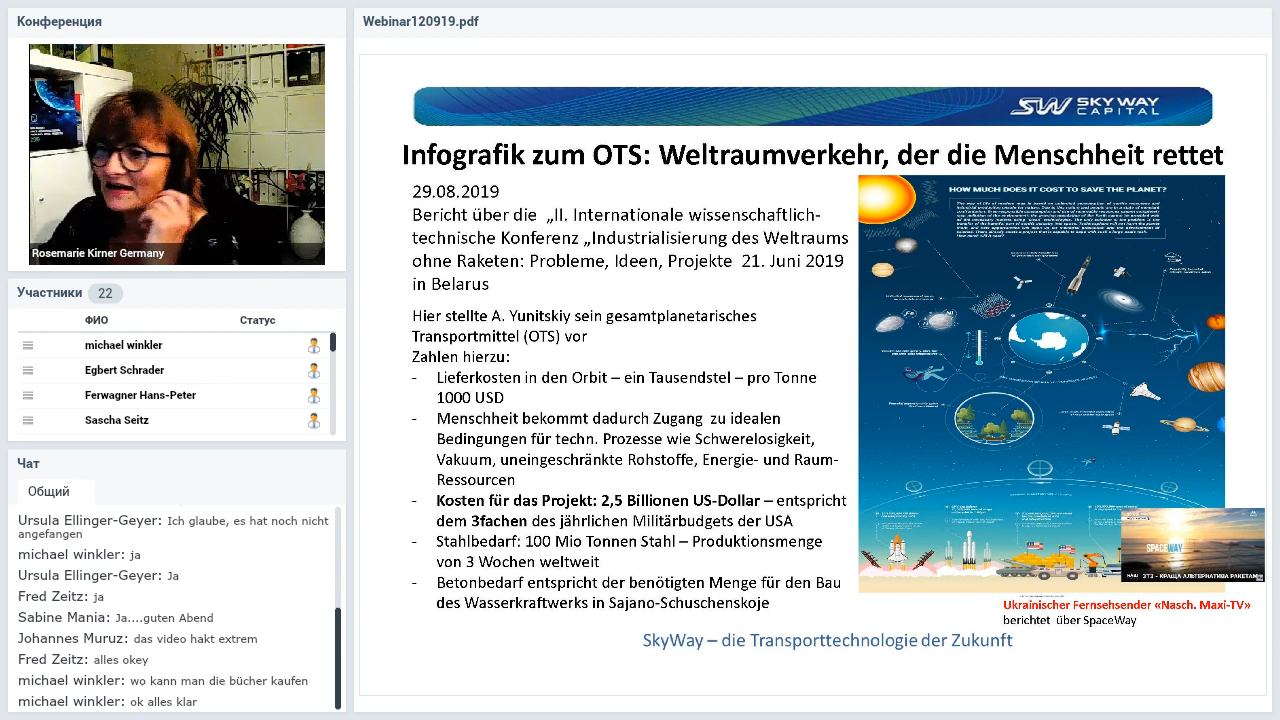 Конференция
Rosemarie Kirner Germany
Участники 22
ФИО Статус
michael winkler
Egbert Schrader
Ferwagner Hans-Peter
Sascha Seitz
Чат
Общий
Ursula Ellinger-Geyer: Ich glaube, es hat noch nicht
angefangen
michael winkler: ja
Ursula Ellinger-Geyer: Ja
Fred Zeitz: ja
Sabine Mania: Ja....guten Abend
Johannes Muruz: das video hakt extrem
Fred Zeitz: alles okey
michael winkler: wo kann man die bücher kaufen
michael winkler: ok alles klar
Webinar120919.pdf
SW SKY WAY
CAPITAL
Infografik zum OTS: Weltraumverkehr, der die Menschheit rettet
29.08.2019
Bericht über die „II. Internationale wissenschaftlich-
technische Konferenz „Industrialisierung des Weltraums
ohne Raketen: Probleme, Ideen, Projekte 21. Juni 2019
in Belarus
Hier stellte A. Yunitskiy sein gesamtplanetarisches
Transportmittel (OTS) vor
Zahlen hierzu:
- Lieferkosten in den Orbit – ein Tausendstel – pro Tonne
1000 USD
- Menschheit bekommt dadurch Zugang zu idealen
Bedingungen für techn. Prozesse wie Schwerelosigkeit,
Vakuum, uneingeschränkte Rohstoffe, Energie- und Raum-
Ressourcen
- Kosten für das Projekt: 2,5 Billionen US-Dollar – entspricht
dem 3fachen des jährlichen Militärbudgets der USA
- Stahlbedarf: 100 Mio Tonnen Stahl – Produktionsmenge
von 3 Wochen weltweit
- Betonbedarf entspricht der benötigten Menge für den Bau
des Wasserkraftwerks in Sajano-Schuschenskoje
HOW MUCH DOES IT COST TO SAVE THE PLANET?
SPACEWAY
ЗТЗ - КРАЩА АЛЬТЕРНАТИВА РАКЕТАМ
Ukrainischer Fernsehsender «Nasch. Maxi-TV»
berichtet über SpaceWay
SkyWay – die Transporttechnologie der Zukunft